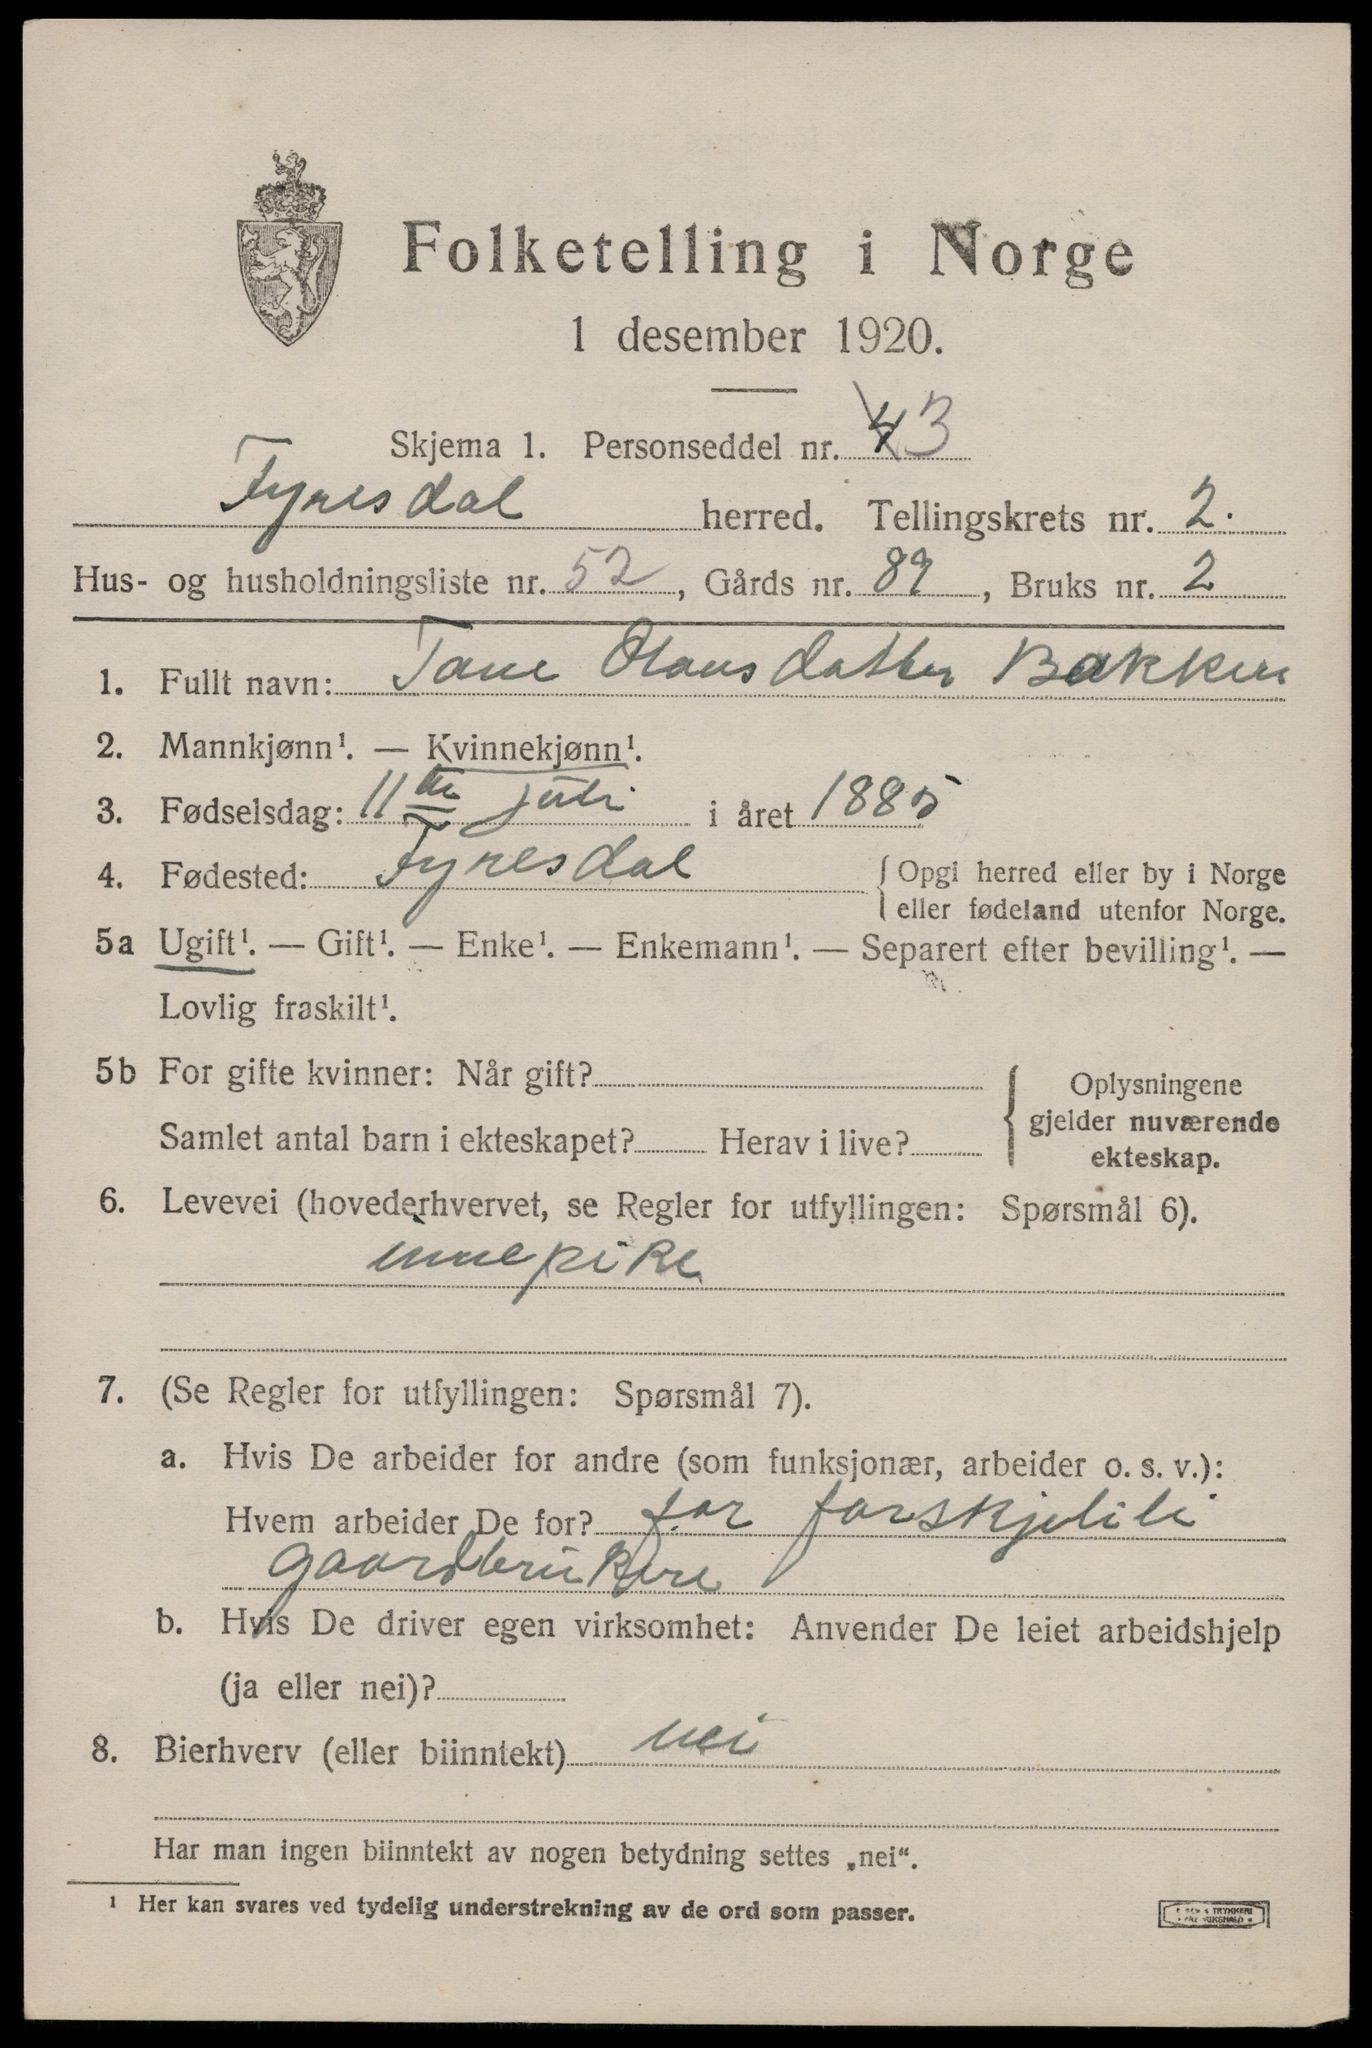 Folketelling i Norge
1 desember 1920.
Skjema 1. Personseddel nr. 4 3
Fyresdal herred. Tellingskrets nr. 2.
Hus- og husholdningsliste nr. 52, Gårds nr. 89, Bruks nr. 2
1. Fullt navn: Tone Olausdatter Bakken
2. Mannkjønn¹. — Kvinnekjønn¹.
3. Fødselsdag: 11te juli i året 1885
4. Fødested: Fyresdal { Opgi herred eller by i Norge
eller fødeland utenfor Norge.
5a Ugift¹. — Gift¹. — Enke¹. — Enkemann¹. — Separert efter bevilling¹. —
Lovlig fraskilt¹.
5b For gifte kvinner: Når gift?
Samlet antal barn i ekteskapet? Herav i live?
{ Oplysningene
gjelder nuværende
ekteskap.
6. Levevei (hovederhvervet, se Regler for utfyllingen: Spørsmål 6).
innepike
7. (Se Regler for utfyllingen: Spørsmål 7).
a. Hvis De arbeider for andre (som funksjonær, arbeider o. s. v.):
Hvem arbeider De for? for forskjelili
gaardbrukere
b. Hvis De driver egen virksomhet: Anvender De leiet arbeidshjelp
(ja eller nei)?
8. Bierhverv (eller biinntekt) nei
Har man ingen biinntekt av nogen betydning settes „nei“.
¹ Her kan svares ved tydelig understrekning av de ord som passer.